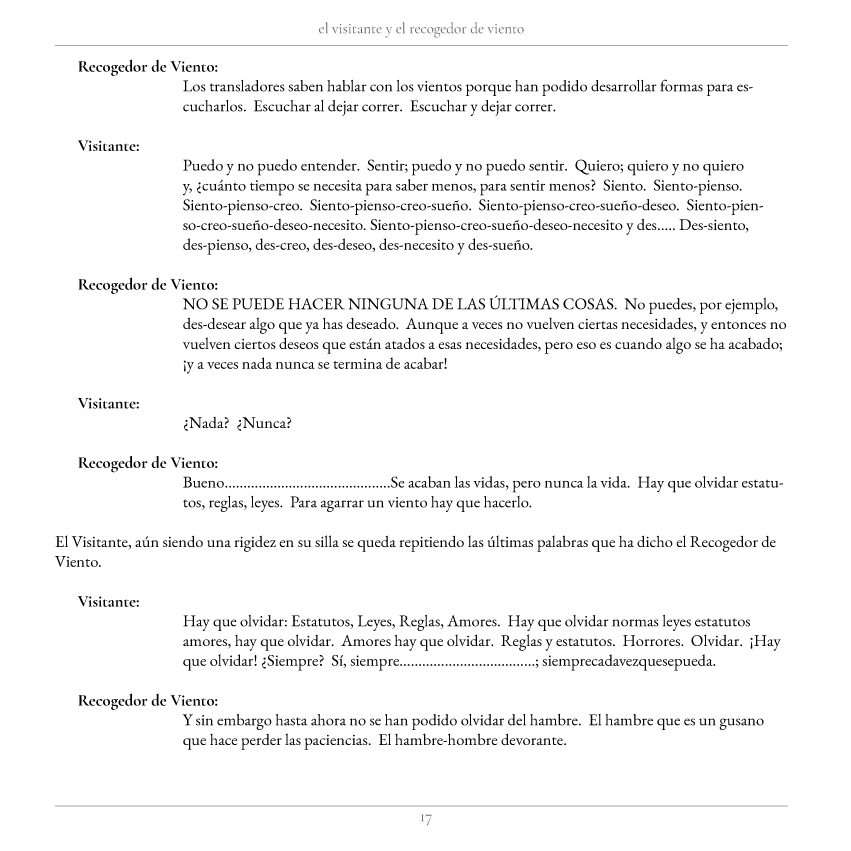 el visitante y el recogedor de viento
Recogedor de Viento:
Los transladores saben hablar con los vientos porque han podido desarrollar formas para es-
cucharlos.  Escuchar al dejar correr.  Escuchar y dejar correr.
Visitante:
Puedo y no puedo entender.  Sentir; puedo y no puedo sentir.  Quiero; quiero y no quiero
y, ¿cuánto tiempo se necesita para saber menos, para sentir menos?  Siento.  Siento-pienso.
Siento-pienso-creo.  Siento-pienso-creo-sueño.  Siento-pienso-creo-sueño-deseo.  Siento-pien-
so-creo-sueño-deseo-necesito. Siento-pienso-creo-sueño-deseo-necesito y des..... Des-siento,
des-pienso, des-creo, des-deseo, des-necesito y des-sueño.
Recogedor de Viento:
NO SE PUEDE HACER NINGUNA DE LAS ÚLTIMAS COSAS.  No puedes, por ejemplo,
des-desear algo que ya has deseado.  Aunque a veces no vuelven ciertas necesidades, y entonces no
vuelven ciertos deseos que están atados a esas necesidades, pero eso es cuando algo se ha acabado;
¡y a veces nada nunca se termina de acabar!
Visitante:
¿Nada?  ¿Nunca?
Recogedor de Viento:
Bueno............................................Se acaban las vidas, pero nunca la vida.  Hay que olvidar estatu-
tos, reglas, leyes.  Para agarrar un viento hay que hacerlo.
El Visitante, aún siendo una rigidez en su silla se queda repitiendo las últimas palabras que ha dicho el Recogedor de
Viento.
Visitante:
Hay que olvidar: Estatutos, Leyes, Reglas, Amores.  Hay que olvidar normas leyes estatutos
amores, hay que olvidar.  Amores hay que olvidar.  Reglas y estatutos.  Horrores.  Olvidar.  ¡Hay
que olvidar! ¿Siempre?  Sí, siempre....................................; siemprecadavezquesepueda.
Recogedor de Viento:
Y sin embargo hasta ahora no se han podido olvidar del hambre.  El hambre que es un gusano
que hace perder las paciencias.  El hambre-hombre devorante.
17